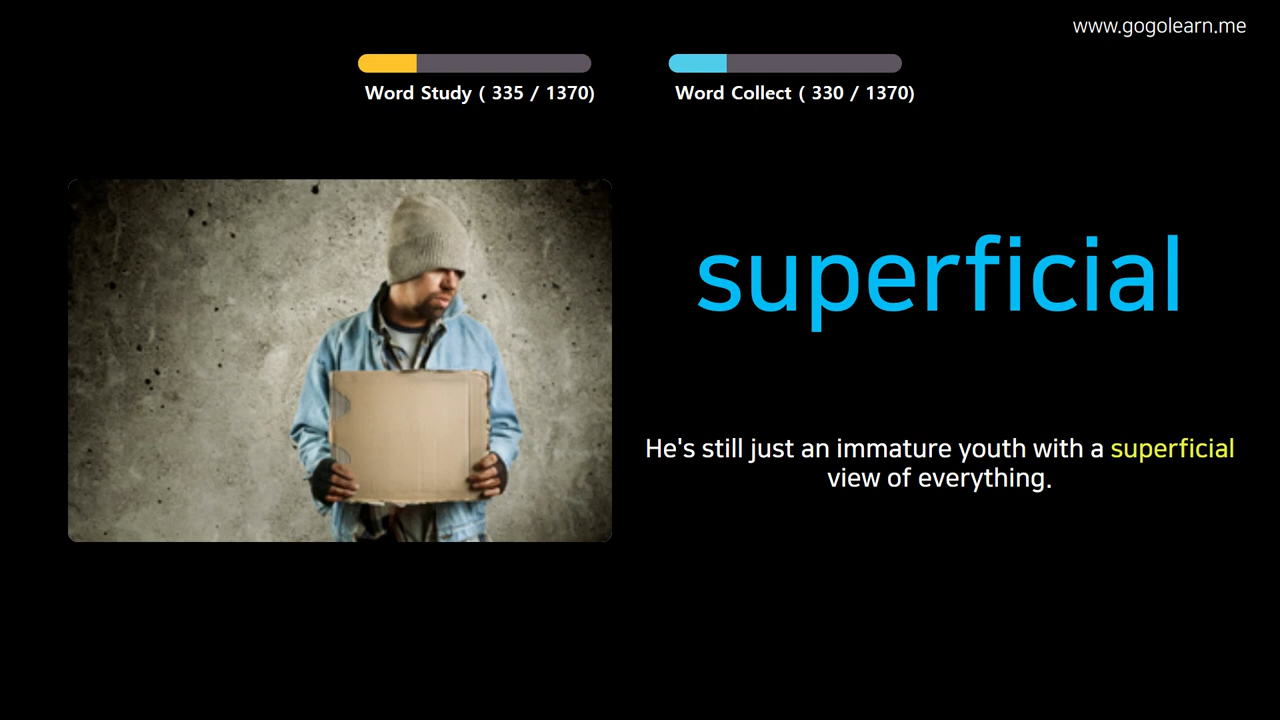 www.gogolearn.me
Word Study ( 335 / 1370)
Word Collect ( 330 / 1370)
superficial
He's still just an immature youth with a superficial
view of everything.